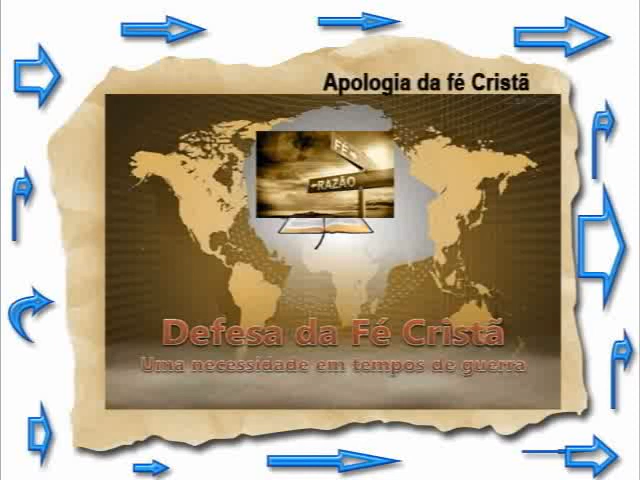 Apologia da fé Cristã
FÉ
RAZÃO
Defesa da Fé Cristã
Uma necessidade em tempos de guerra